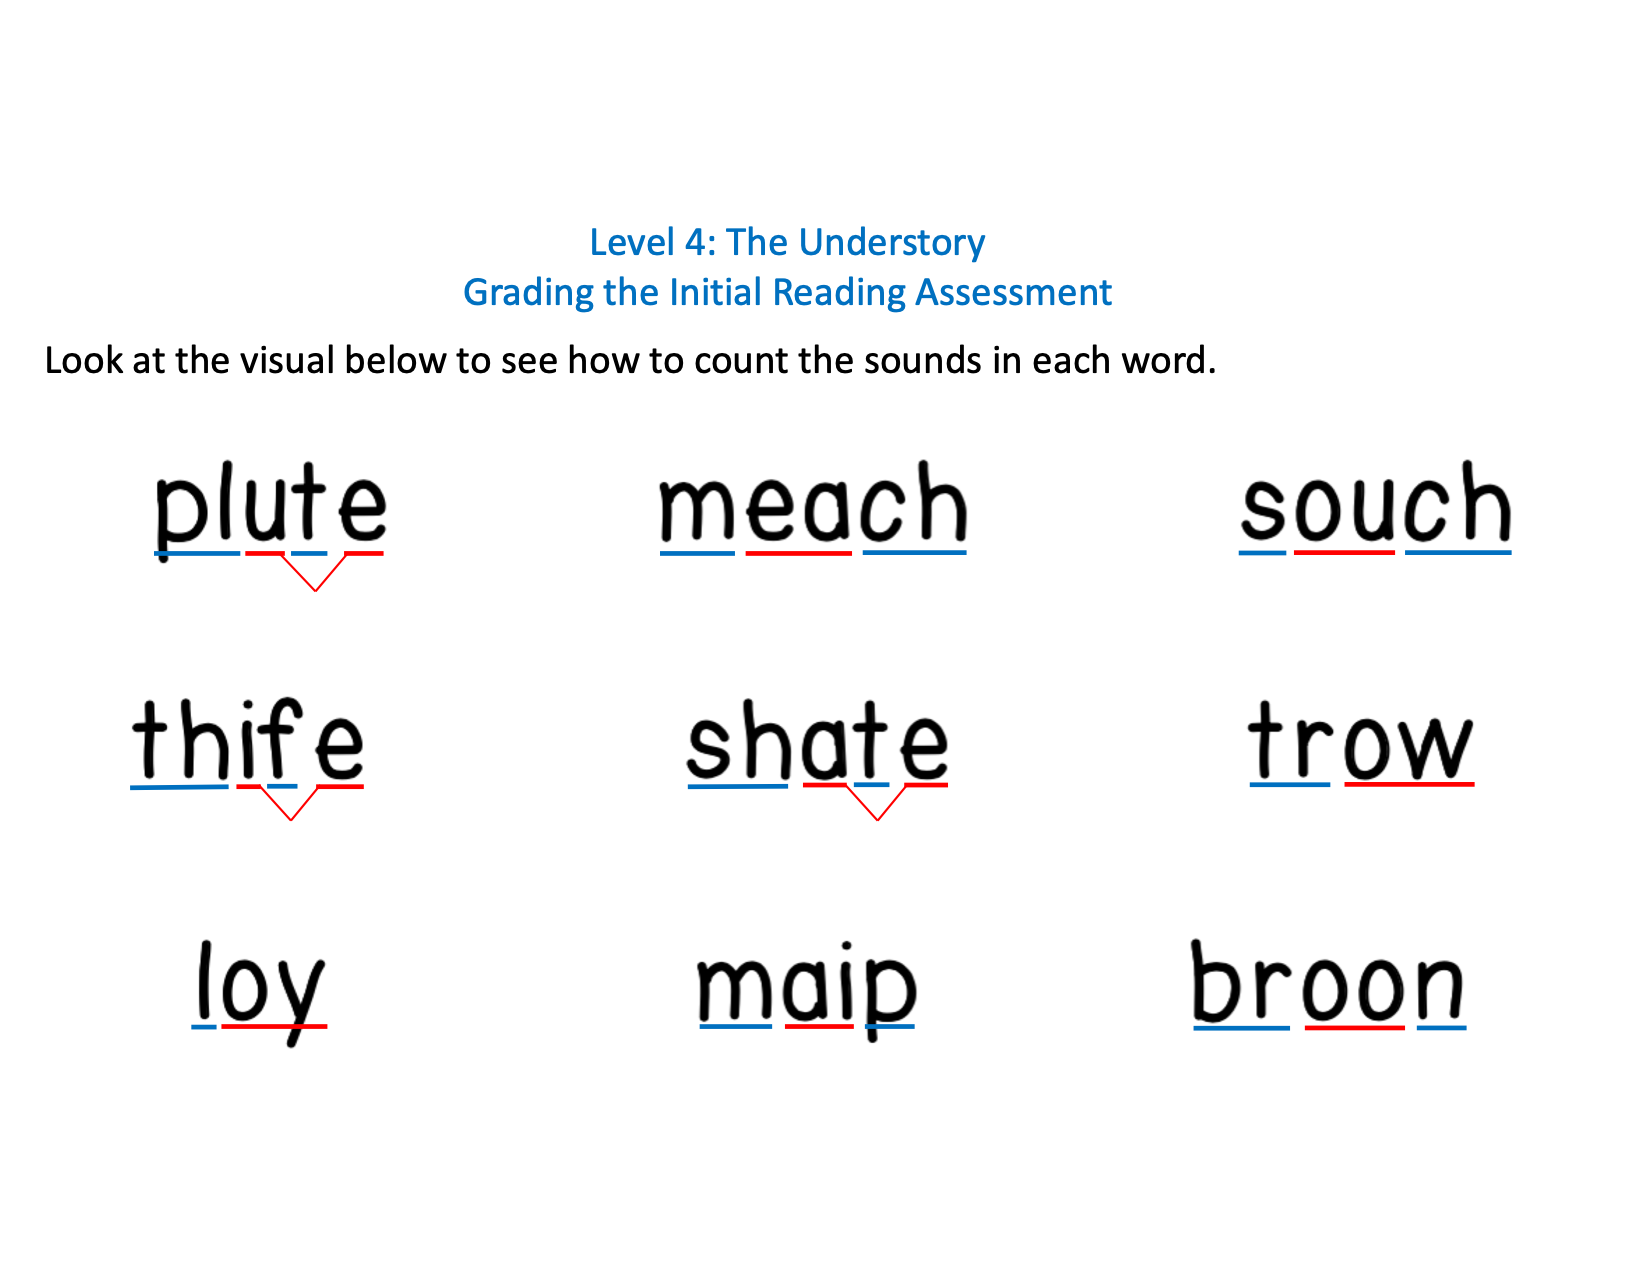 Level 4: The Understory
Grading the Initial Reading Assessment
Look at the visual below to see how to count the sounds in each word.
plute meach souch
thife shate trow
loy maip broon